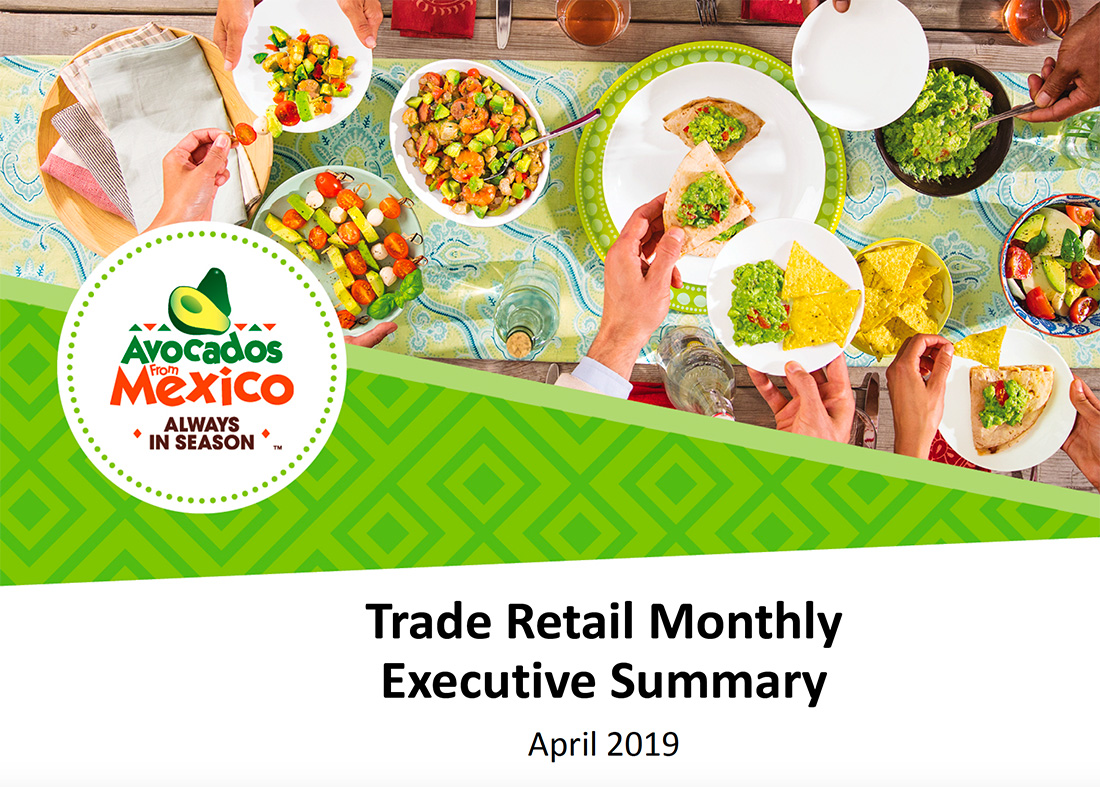 Avocados
From
Mexico
ALWAYS
IN SEASON ™
Trade Retail Monthly
Executive Summary
April 2019